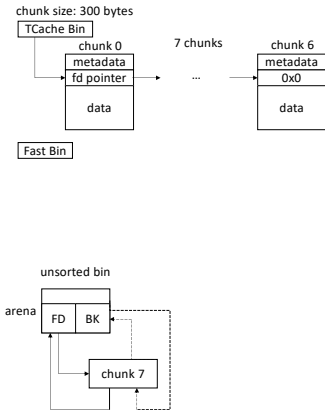 chunk size: 300 bytes
TCache Bin
chunk 0
7 chunks
chunk 6
metadata
metadata
fd pointer
...
0x0
data
data
Fast Bin
unsorted bin
arena
FD
BK
chunk 7